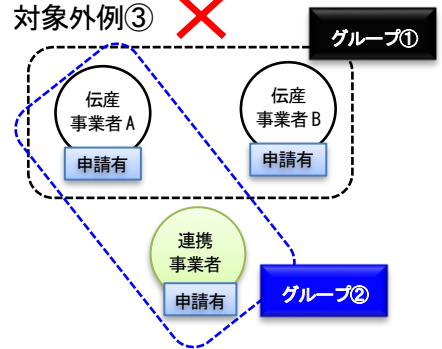 対象外例③
グループ①
伝産
事業者A
申請有
伝産
事業者B
申請有
連携
事業者
申請有
グループ②